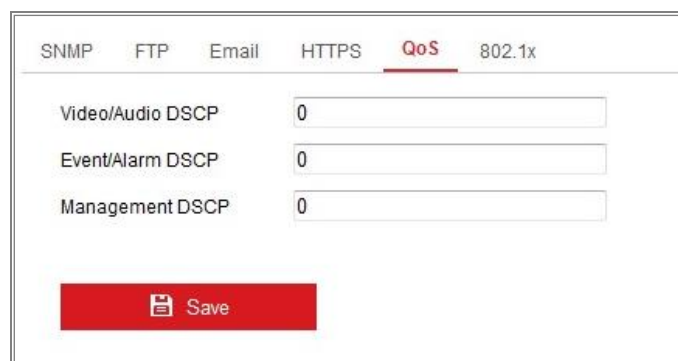 SNMP FTP Email HTTPS QoS 802.1x
Video/Audio DSCP 0
Event/Alarm DSCP 0
Management DSCP 0
Save